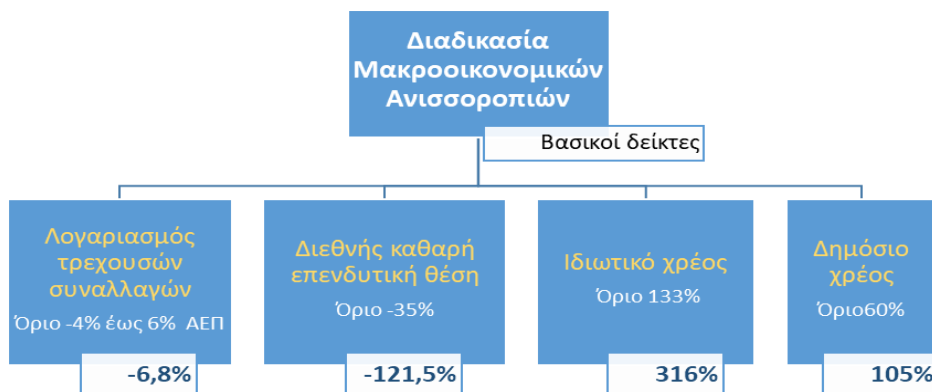 Διαδικασία
Μακροοικονομικών
Ανισσοροπιών
Βασικοί δείκτες
Λογαριασμός
τρεχουσών
συναλλαγών
Όριο -4% έως 6% ΑΕΠ
-6,8%
Διεθνής καθαρή
επενδυτική θέση
Όριο -35%
-121,5%
Ιδιωτικό χρέος
Όριο 133%
316%
Δημόσιο
χρέος
Όριο60%
105%